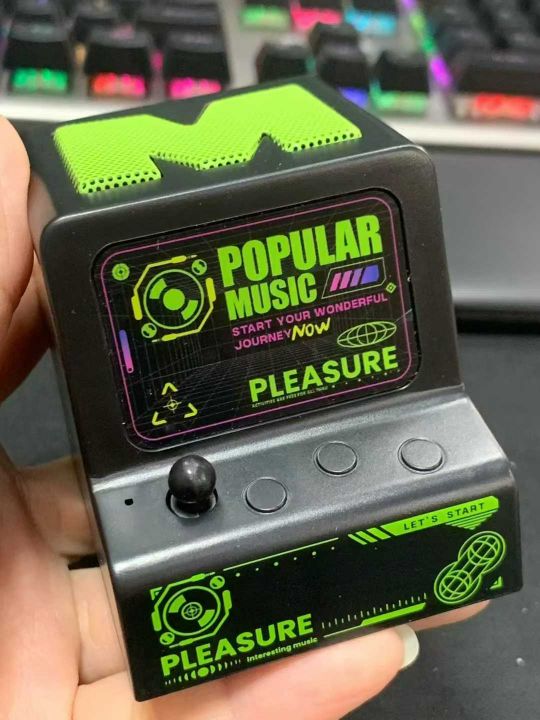 M
POPULAR
MUSIC
START YOUR WONDERFUL
JOURNEY NOW
PLEASURE
LET'S START
PLEASURE
Interesting music